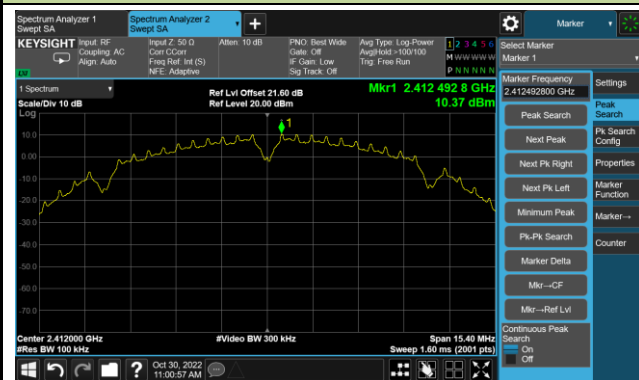 Spectrum Analyzer 1
Swept SA
Spectrum Analyzer 2
Swept SA
+
Marker
KEYSIGHT
Input: RF
Coupling: AC
Align: Auto
Input Z: 50 Ω
Corr CCorr
Freq Ref: Int (S)
NFE: Adaptive
Atten: 10 dB
PNO: Best Wide
Gate: Off
IF Gain: Low
Sig Track: Off
Avg Type: Log-Power
Avg|Hold >100/100
Trig: Free Run
1 2 3 4 5 6
M W W W W W
P N N N N N
Select Marker
Marker 1
1 Spectrum
Scale/Div 10 dB
Log
Ref Lvl Offset 21.60 dB
Ref Level 20.00 dBm
Mkr1 2.412 492 8 GHz
10.37 dBm
1
10.0
0.00
-10.0
-20.0
-30.0
-40.0
-50.0
-60.0
-70.0
Center 2.412000 GHz
#Res BW 100 kHz
#Video BW 300 kHz
Span 15.40 MHz
Sweep 1.60 ms (2001 pts)
Marker Frequency
2.412492800 GHz
Peak Search
Next Peak
Next Pk Right
Next Pk Left
Minimum Peak
Pk-Pk Search
Marker Delta
Mkr→CF
Mkr→Ref Lvl
Continuous Peak
Search
On
Off
Settings
Peak
Search
Pk Search
Config
Properties
Marker
Function
Marker→
Counter
?
Oct 30, 2022
11:00:57 AM